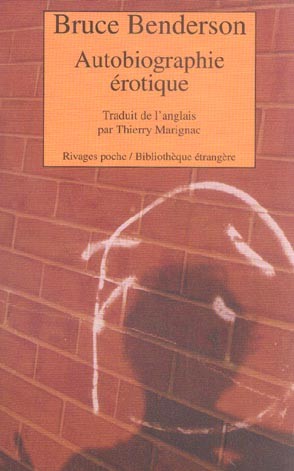 Bruce Benderson
Autobiographie
érotique
Traduit de l'anglais
par Thierry Marignac
Rivages poche / Bibliothèque étrangère